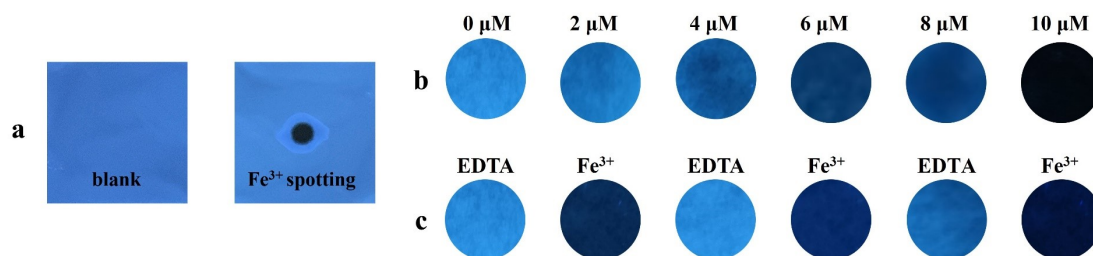 a
blank
Fe³⁺ spotting
b
0 μM 2 μM 4 μM 6 μM 8 μM 10 μM
c
EDTA Fe³⁺ EDTA Fe³⁺ EDTA Fe³⁺